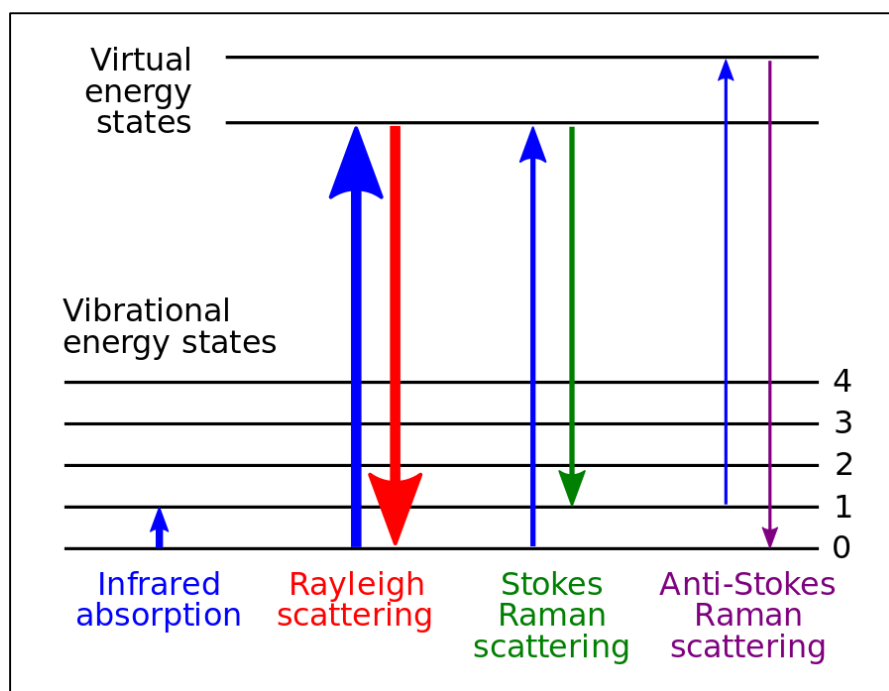 Virtual
energy
states
Vibrational
energy states
4
3
2
1
0
Infrared
absorption
Rayleigh
scattering
Stokes
Raman
scattering
Anti-Stokes
Raman
scattering